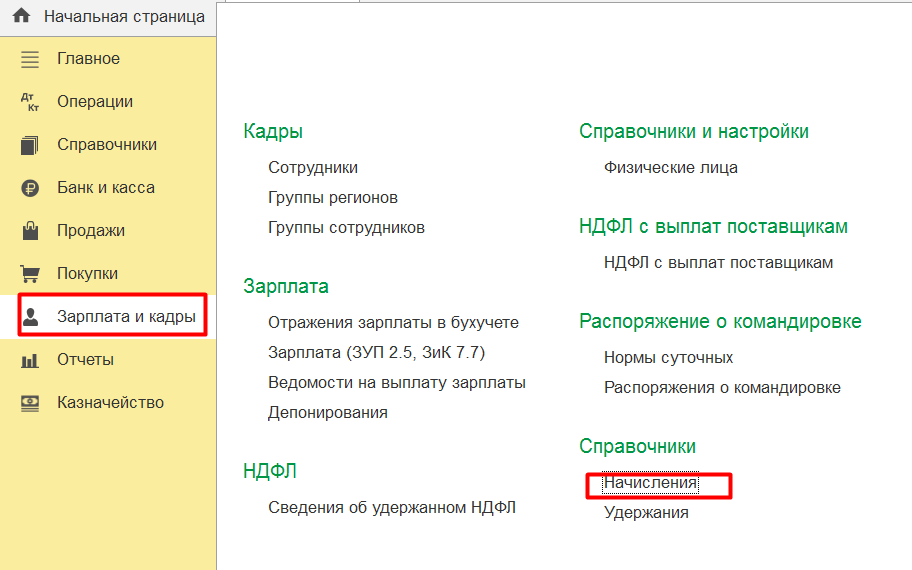 Начальная страница
Главное
Дт
Кт
Операции
Справочники
Банк и касса
Продажи
Покупки
Зарплата и кадры
Отчеты
Казначейство
Кадры
Сотрудники
Группы регионов
Группы сотрудников
Зарплата
Отражения зарплаты в бухучете
Зарплата (ЗУП 2.5, ЗиК 7.7)
Ведомости на выплату зарплаты
Депонирования
НДФЛ
Сведения об удержанном НДФЛ
Справочники и настройки
Физические лица
НДФЛ с выплат поставщикам
НДФЛ с выплат поставщикам
Распоряжение о командировке
Нормы суточных
Распоряжения о командировке
Справочники
Начисления
Удержания